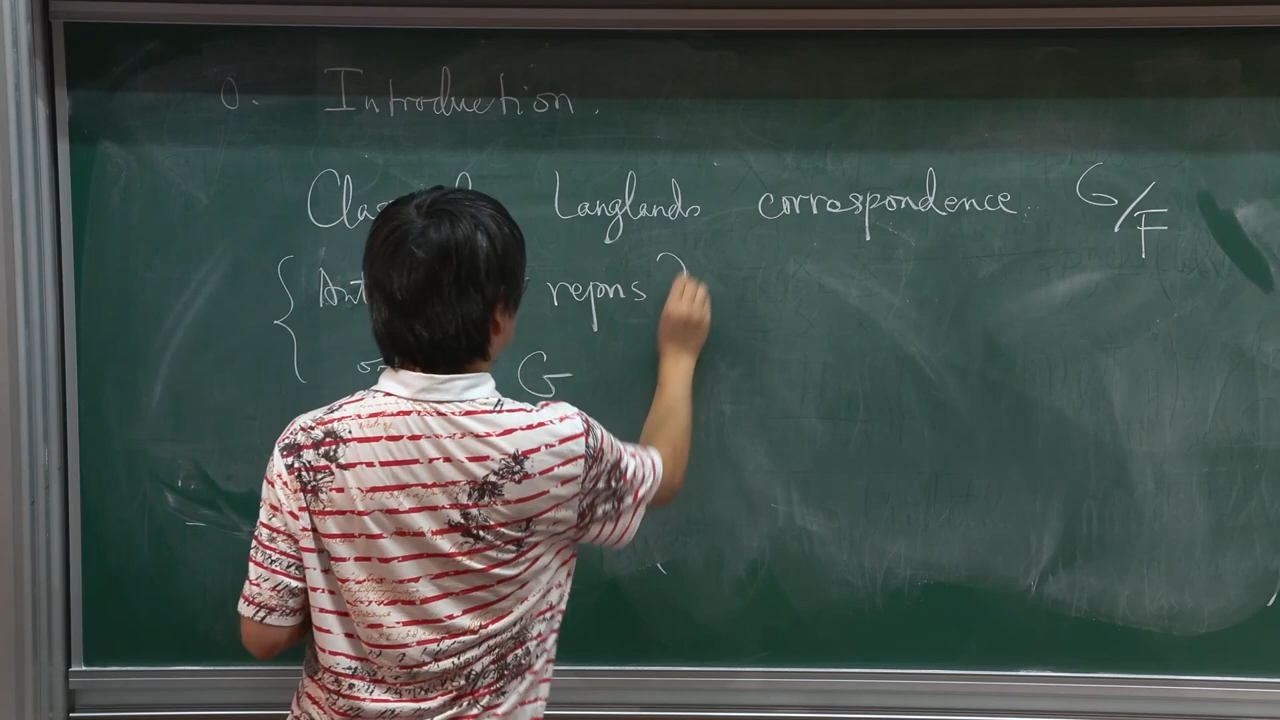 0. Introduction.
Langlands correspondence G/F
{ repns }
G